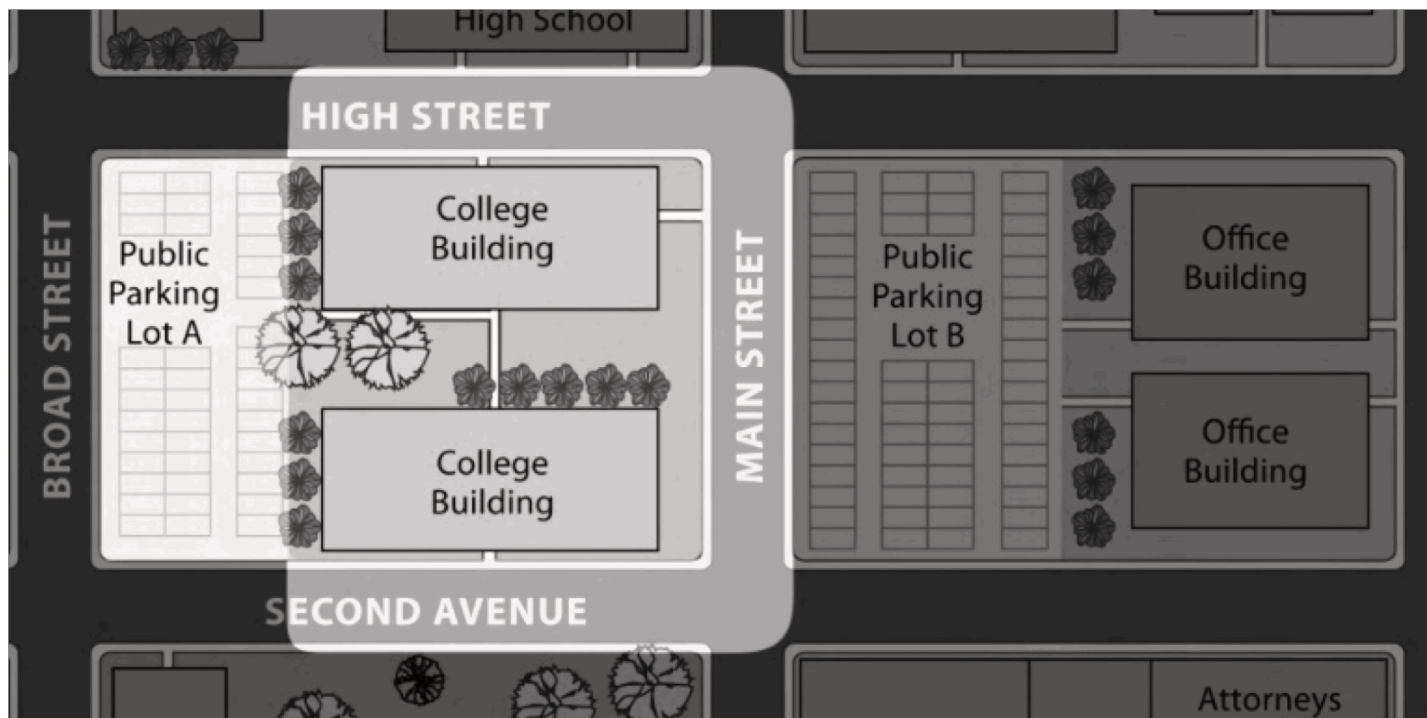 High School
HIGH STREET
College
Building
BROAD STREET
Public
Parking
Lot A
MAIN STREET
Public
Parking
Lot B
Office
Building
College
Building
Office
Building
SECOND AVENUE
Attorneys